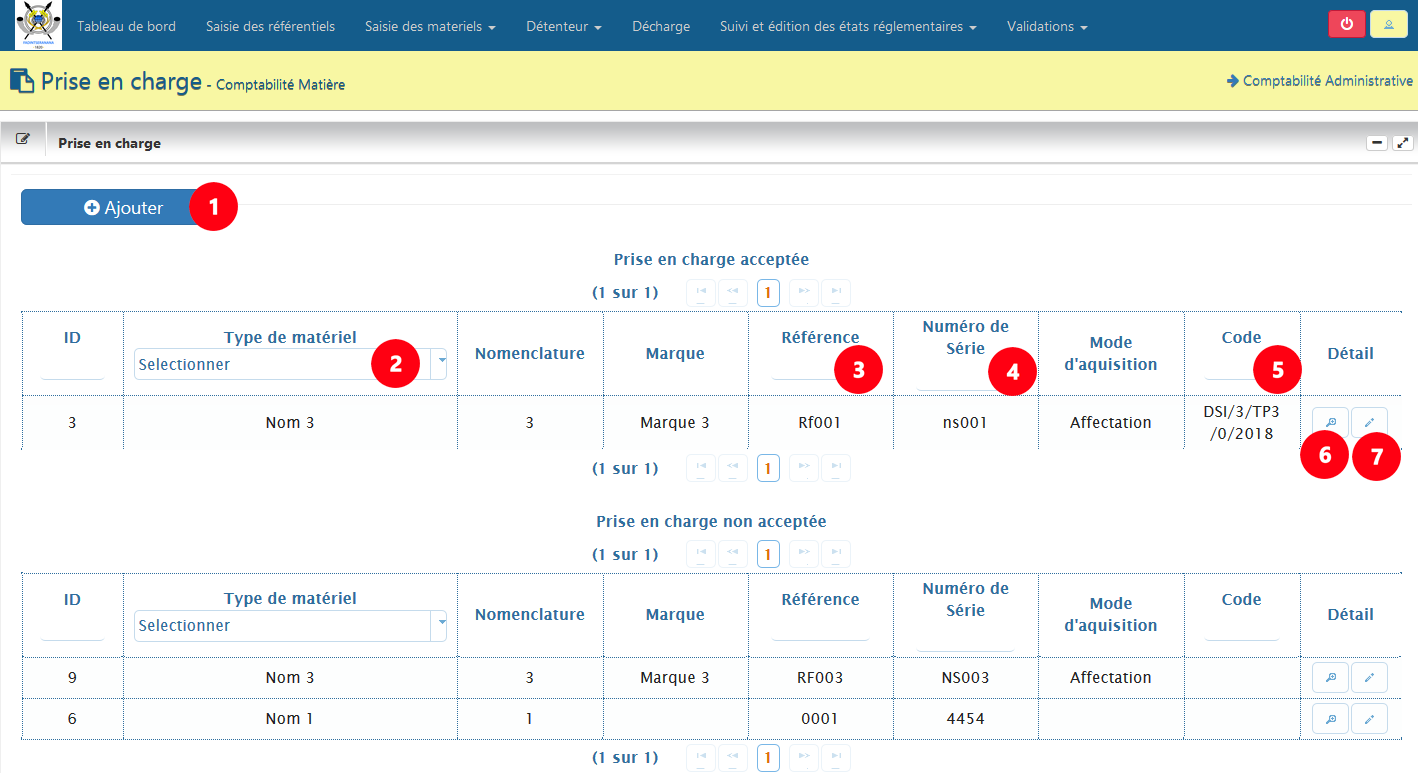 Tableau de bord Saisie des référentiels Saisie des materiels Détenteur Décharge Suivi et édition des états réglementaires Validations
Prise en charge - Comptabilité Matière Comptabilité Administrative
Prise en charge
Ajouter 1
Prise en charge acceptée
(1 sur 1) 1
ID Type de matériel Nomenclature Marque Référence Numéro de Série Mode d'aquisition Code Détail
Selectionner 2 3 4 5
3 Nom 3 3 Marque 3 Rf001 ns001 Affectation DSI/3/TP3
/0/2018
6 7
(1 sur 1) 1
Prise en charge non acceptée
(1 sur 1) 1
ID Type de matériel Nomenclature Marque Référence Numéro de Série Mode d'aquisition Code Détail
Selectionner
9 Nom 3 3 Marque 3 RF003 NS003 Affectation
6 Nom 1 1 0001 4454
(1 sur 1) 1